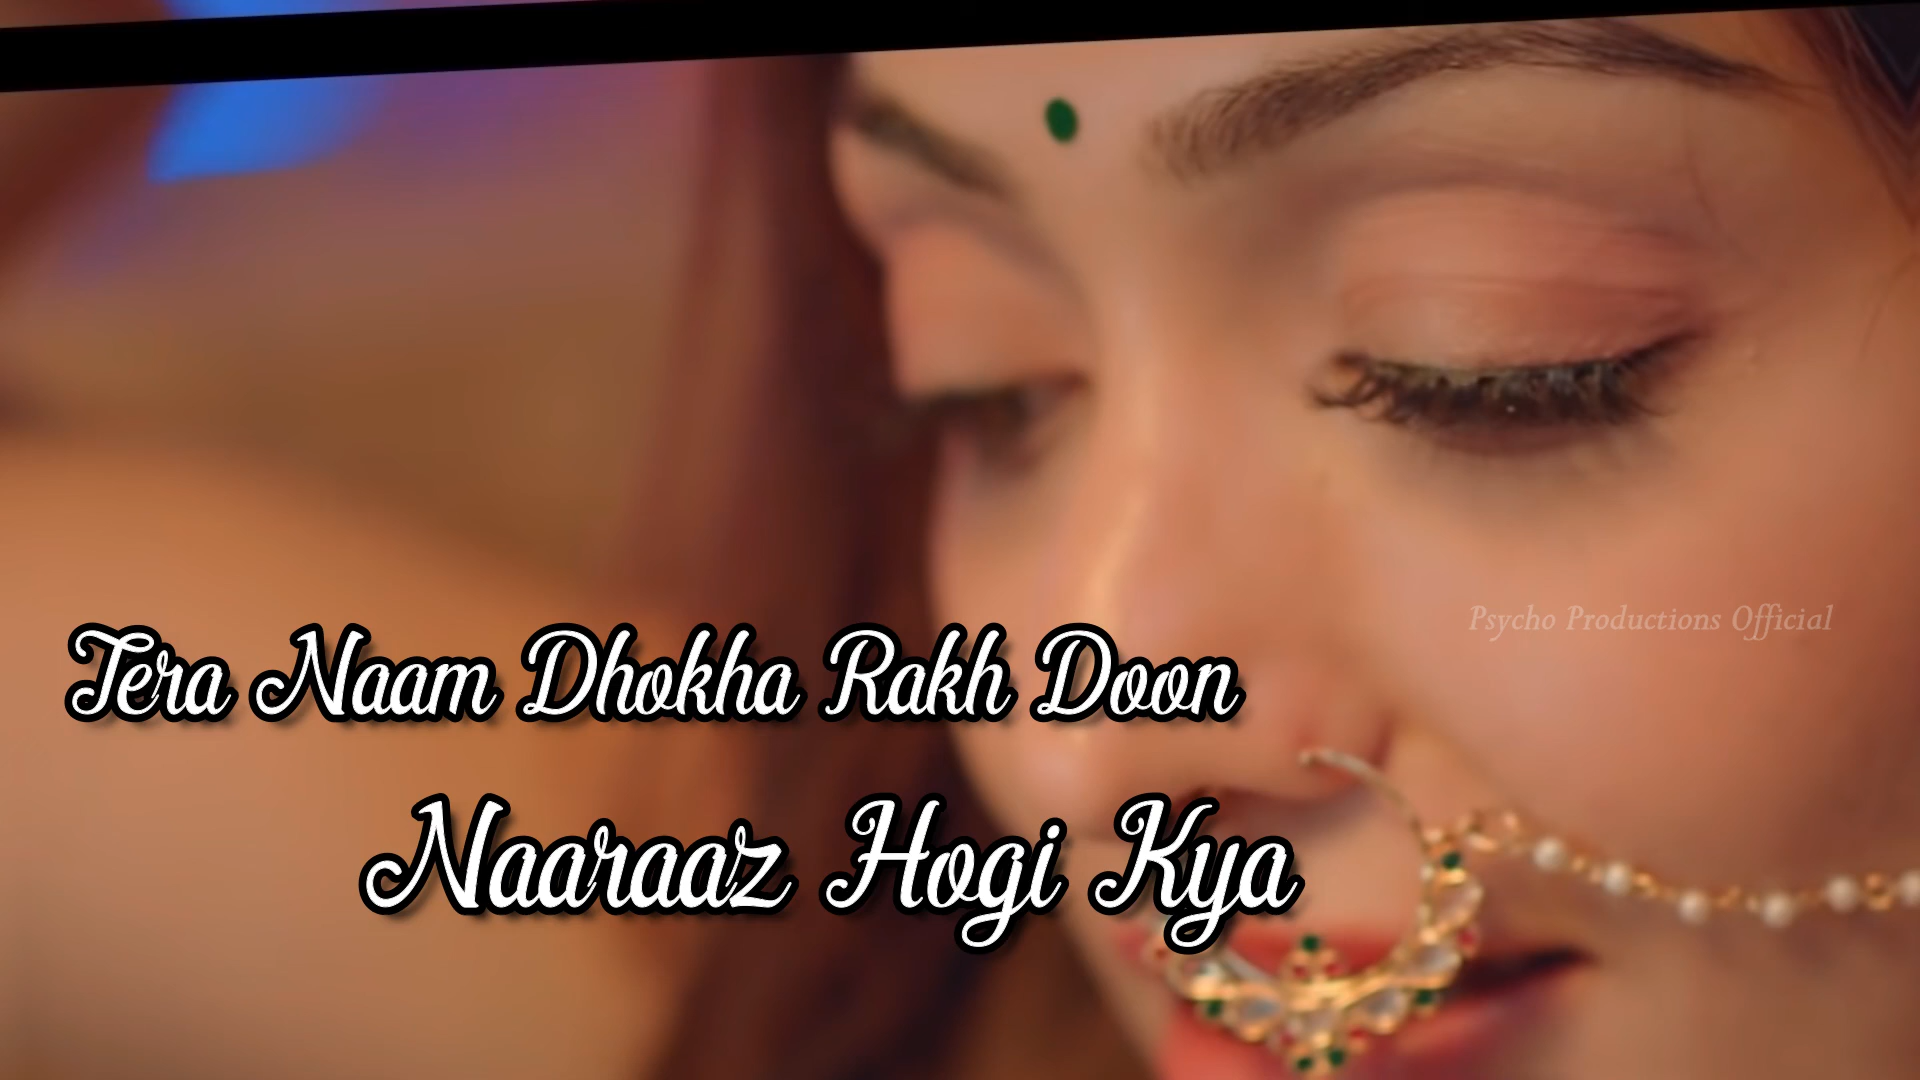 Psycho Productions Official
Tera Naam Dhokha Rakh Doon
Naaraaz Hogi Kya